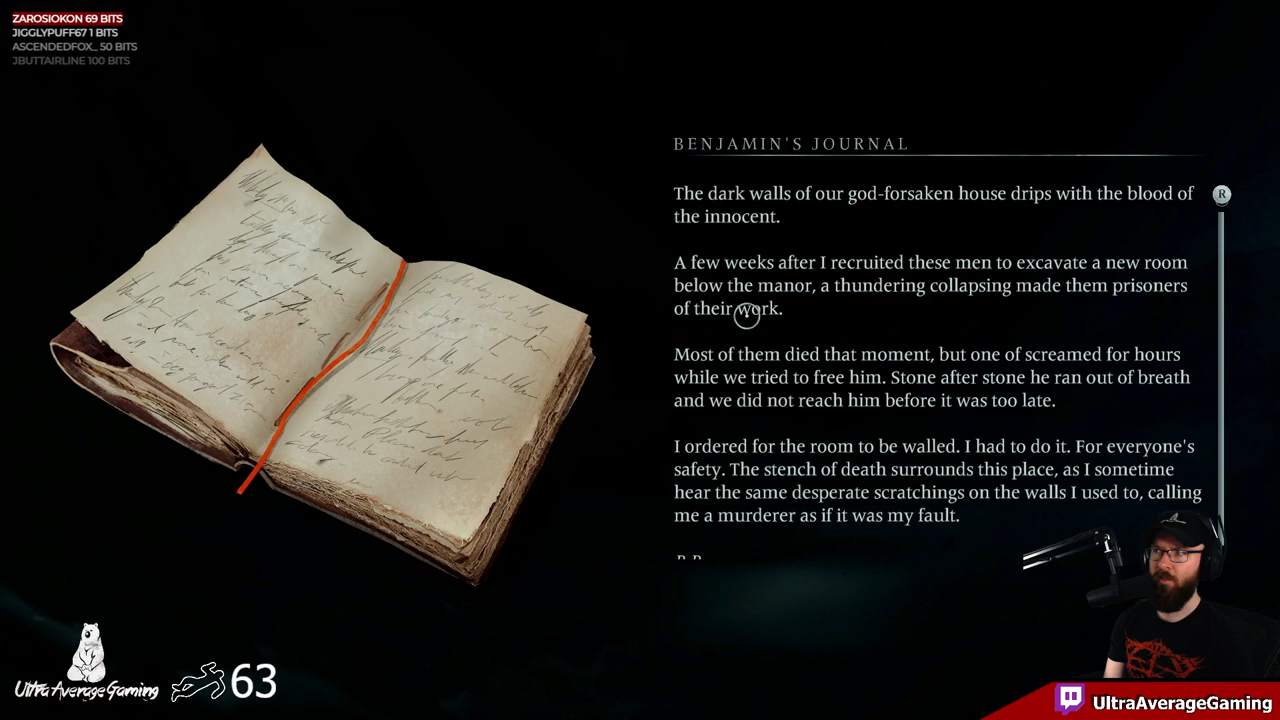 ZAROSIOKON 69 BITS
JIGGLYPUFF67 1 BITS
ASCENDEDFOX_ 50 BITS
JBUTTAIRLINE 100 BITS
BENJAMIN'S JOURNAL
The dark walls of our god-forsaken house drips with the blood of
the innocent.
R
A few weeks after I recruited these men to excavate a new room
below the manor, a thundering collapsing made them prisoners
of their work.
Most of them died that moment, but one of screamed for hours
while we tried to free him. Stone after stone he ran out of breath
and we did not reach him before it was too late.
I ordered for the room to be walled. I had to do it. For everyone's
safety. The stench of death surrounds this place, as I sometime
hear the same desperate scratchings on the walls I used to, calling
me a murderer as if it was my fault.
Ultra Average Gaming
63
UltraAverageGaming